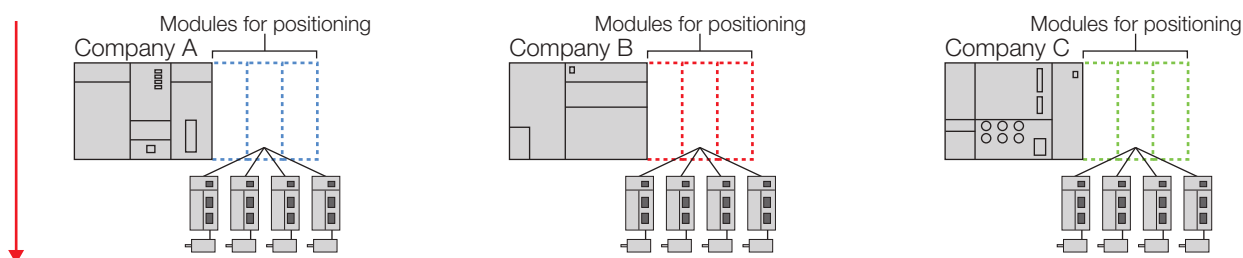 Modules for positioning
Company A
Modules for positioning
Company B
Modules for positioning
Company C